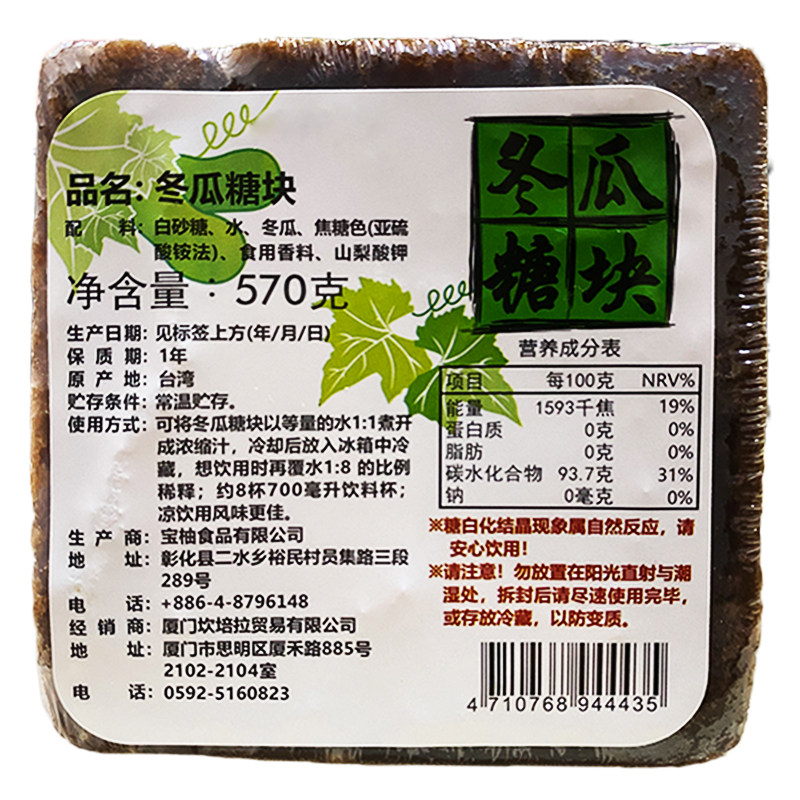 品名: 冬瓜糖块
配 料: 白砂糖、水、冬瓜、焦糖色(亚硫
酸铵法)、食用香料、山梨酸钾
净含量: 570克
生产日期: 见标签上方(年/月/日)
保 质 期: 1年
原 产 地: 台湾
贮存条件: 常温贮存。
使用方式: 可将冬瓜糖块以等量的水1:1煮开
成浓缩汁，冷却后放入冰箱中冷
藏，想饮用时再覆水1:8 的比例
稀释；约8杯700毫升饮料杯；
凉饮用风味更佳。
生 产 商: 宝柚食品有限公司
地 址: 彰化县二水乡裕民村员集路三段
289号
电 话: +886-4-8796148
经 销 商: 厦门坎培拉贸易有限公司
地 址: 厦门市思明区厦禾路885号
2102-2104室
电 话: 0592-5160823
冬瓜
糖块
营养成分表
项目 每100克 NRV%
能量 1593千焦 19%
蛋白质 0克 0%
脂肪 0克 0%
碳水化合物 93.7克 31%
钠 0毫克 0%
※糖白化结晶现象属自然反应，请
安心饮用！
※请注意！勿放置在阳光直射与潮
湿处，拆封后请尽速使用完毕，
或存放冷藏，以防变质。
4 710768 944435